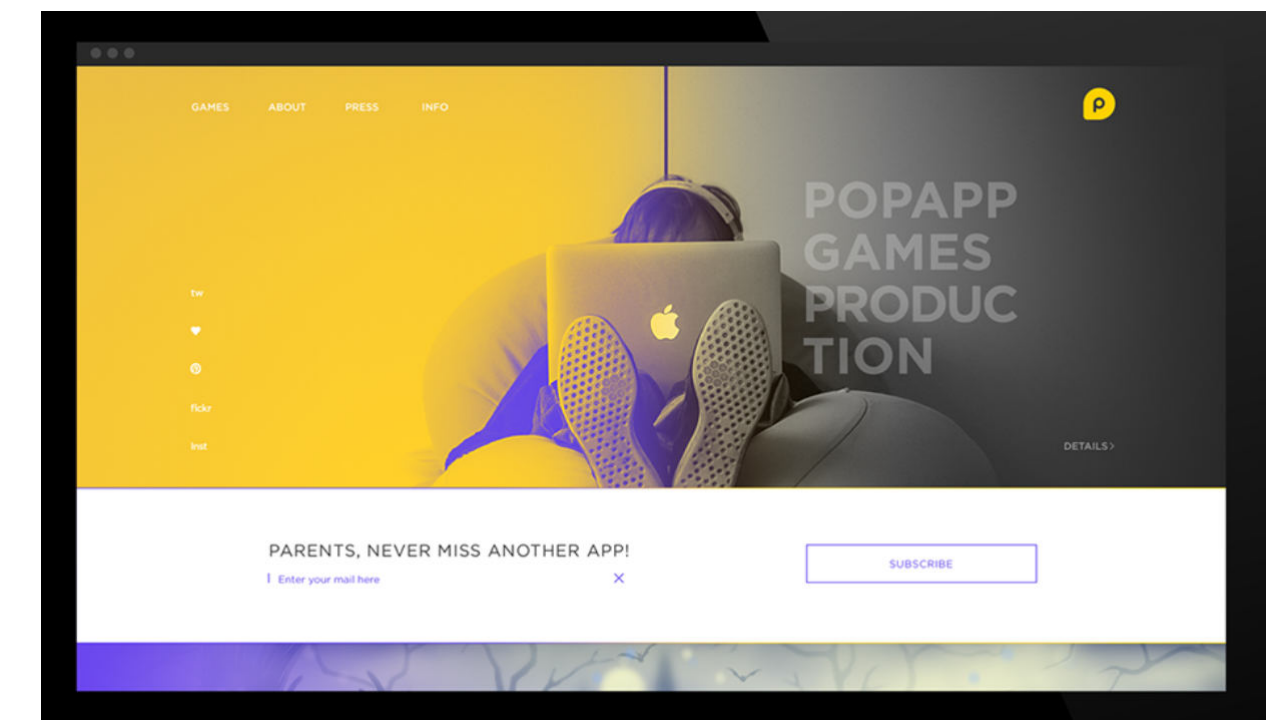 GAMES ABOUT PRESS INFO
P
POPAPP
GAMES
PRODUC
TION
tw
flickr
inst
DETAILS >
PARENTS, NEVER MISS ANOTHER APP!
Enter your mail here
SUBSCRIBE